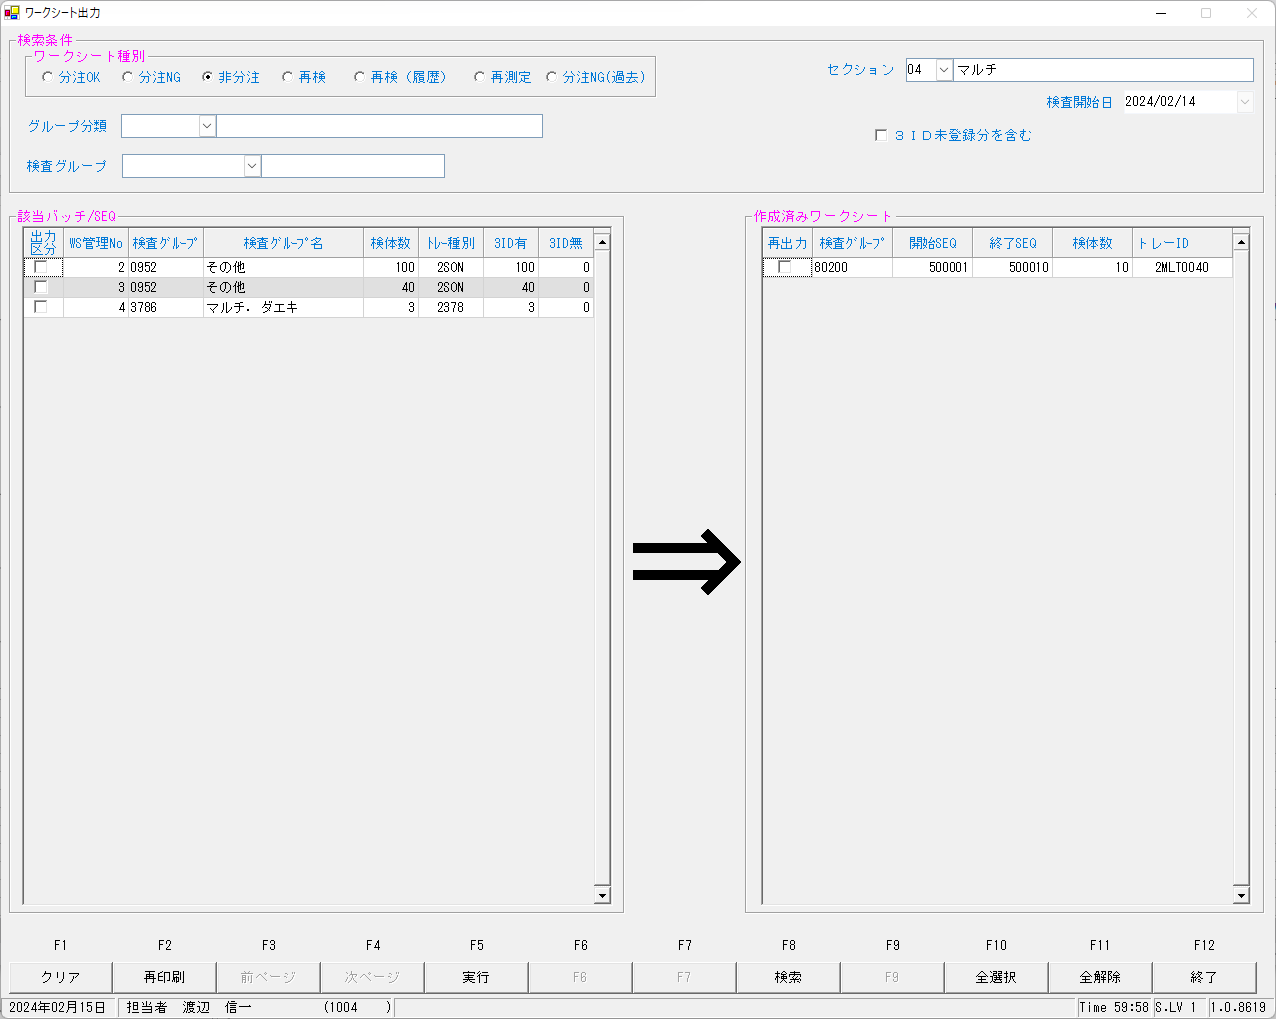 ワークシート出力
検索条件
ワークシート種別
分注OK 分注NG 非分注 再検 再検（履歴） 再測定 分注NG(過去)
セクション 04 マルチ
検査開始日 2024/02/14
グループ分類
３ＩＤ未登録分を含む
検査グループ
該当バッチ/SEQ
出力区分 WS管理No 検査ｸﾞﾙｰﾌﾟ 検査ｸﾞﾙｰﾌﾟ名 検体数 ﾄﾚｰ種別 3ID有 3ID無
2 0952 その他 100 2SON 100 0
3 0952 その他 40 2SON 40 0
4 3786 マルチ．ダエキ 3 2378 3 0
作成済みワークシート
再出力 検査ｸﾞﾙｰﾌﾟ 開始SEQ 終了SEQ 検体数 トレーID
80200 500001 500010 10 2MLT0040
F1 F2 F3 F4 F5 F6 F7 F8 F9 F10 F11 F12
クリア 再印刷 前ページ 次ページ 実行 F6 F7 検索 F9 全選択 全解除 終了
2024年02月15日 担当者 渡辺 信一 (1004 ) Time 59:58 S.LV 1 1.0.8619